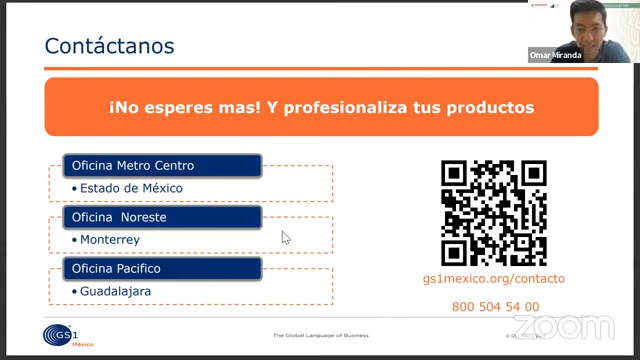 Contáctanos
Omar Miranda
¡No esperes mas! Y profesionaliza tus productos
Oficina Metro Centro
• Estado de México
Oficina Noreste
• Monterrey
Oficina Pacifico
• Guadalajara
gs1mexico.org/contacto
800 504 54 00
zoom
GS1
México
The Global Language of Business
© GS1